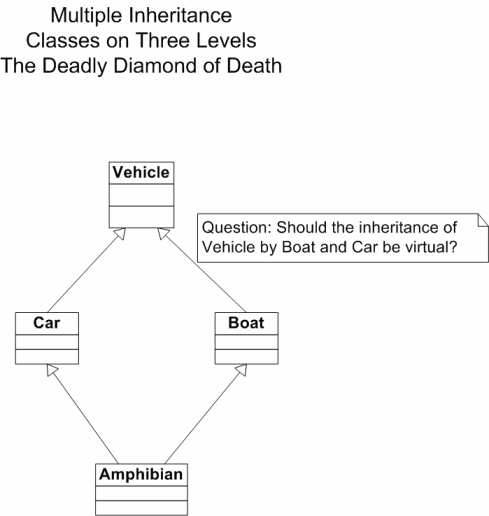 Multiple Inheritance
Classes on Three Levels
The Deadly Diamond of Death
Vehicle
Question: Should the inheritance of
Vehicle by Boat and Car be virtual?
Car
Boat
Amphibian